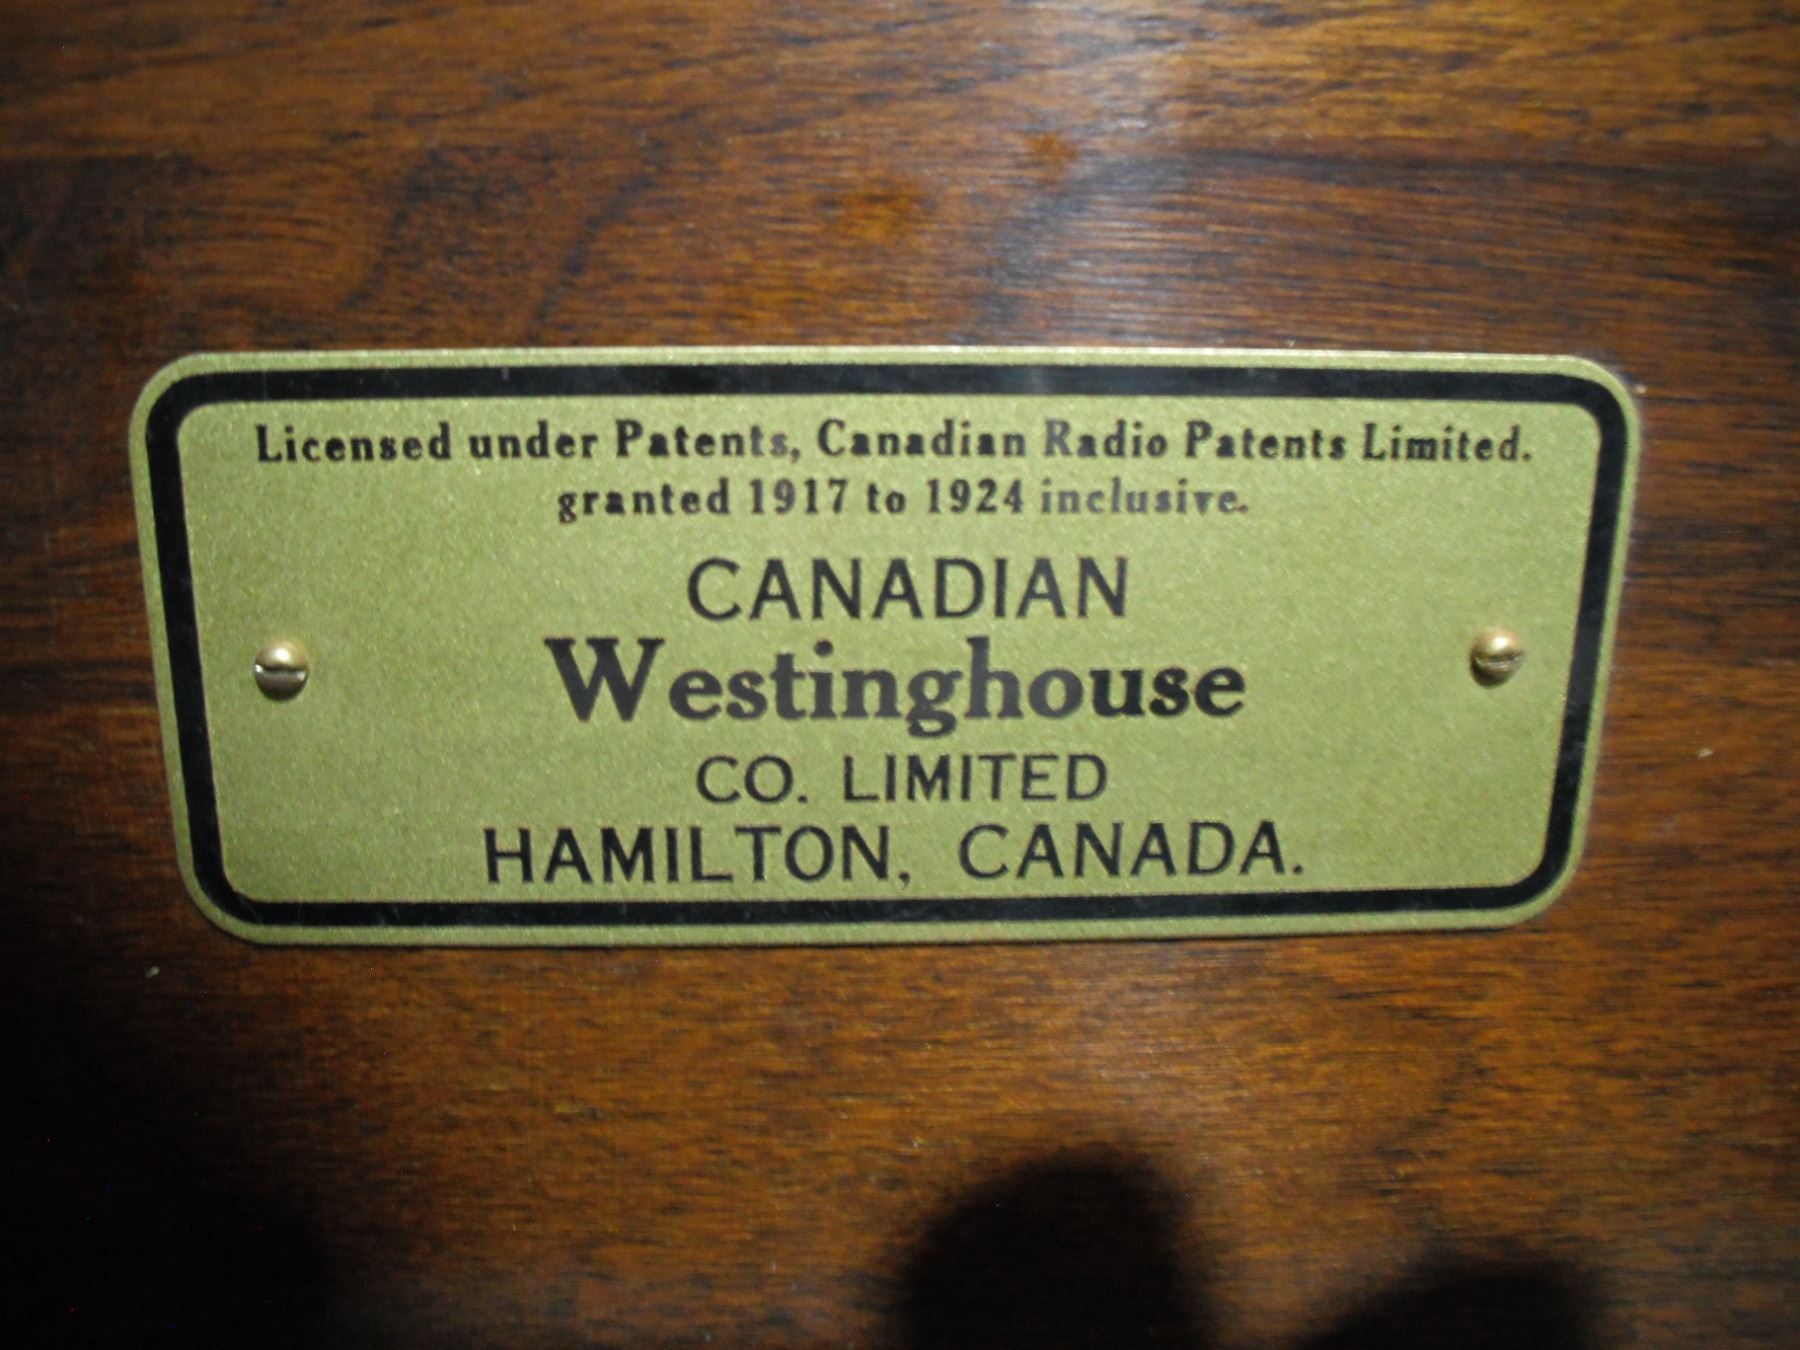 Licensed under Patents, Canadian Radio Patents Limited.
granted 1917 to 1924 inclusive.
CANADIAN
Westinghouse
CO. LIMITED
HAMILTON, CANADA.